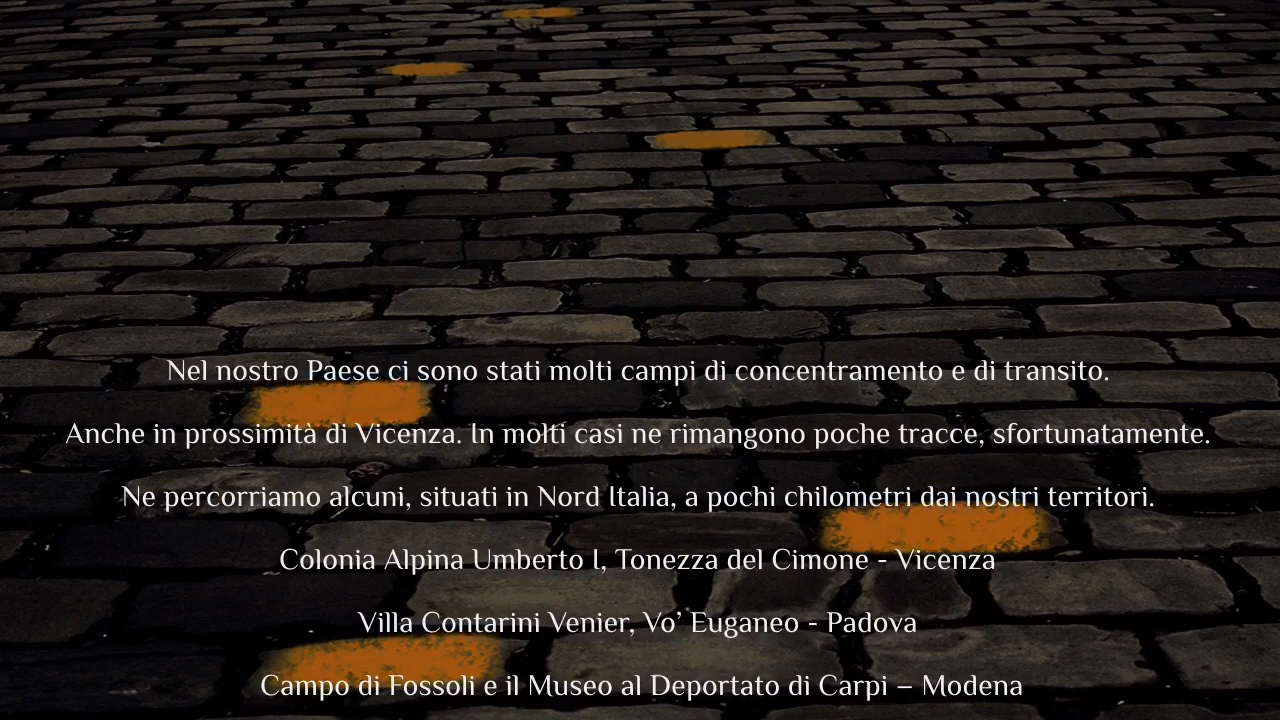 Nel nostro Paese ci sono stati molti campi di concentramento e di transito.
Anche in prossimità di Vicenza. In molti casi ne rimangono poche tracce, sfortunatamente.
Ne percorriamo alcuni, situati in Nord Italia, a pochi chilometri dai nostri territori.
Colonia Alpina Umberto I, Tonezza del Cimone - Vicenza
Villa Contarini Venier, Vo’ Euganeo - Padova
Campo di Fossoli e il Museo al Deportato di Carpi – Modena